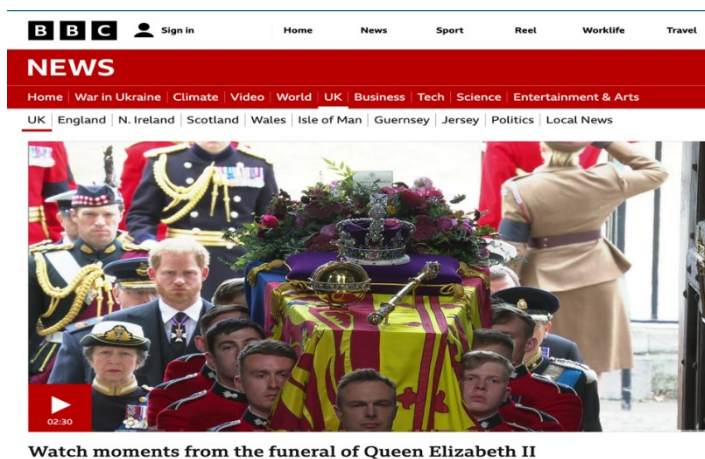 BBC Sign in Home News Sport Reel Worklife Travel
NEWS
Home War in Ukraine Climate Video World UK Business Tech Science Entertainment & Arts
UK England N. Ireland Scotland Wales Isle of Man Guernsey Jersey Politics Local News
02:30
Watch moments from the funeral of Queen Elizabeth II